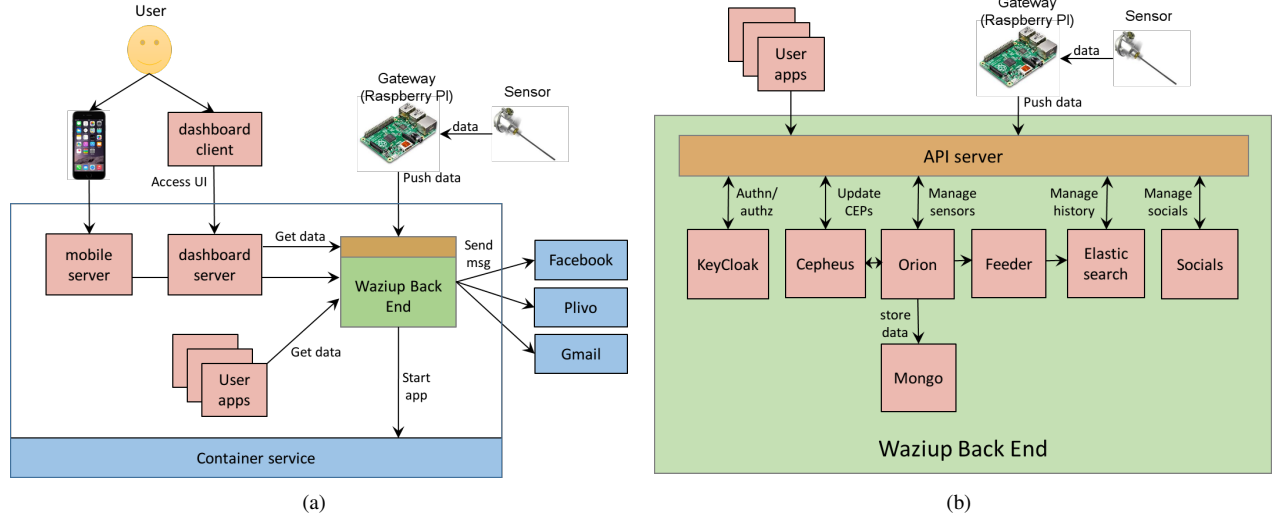 User
Gateway
(Raspberry PI)
Sensor
data
dashboard
client
Access UI
Push data
mobile
server
dashboard
server
Get data
Waziup Back
End
Send
msg
Facebook
Plivo
Gmail
User
apps
Get data
Start
app
Container service
(a)
User
apps
Gateway
(Raspberry PI)
Sensor
data
Push data
API server
Authn/
authz
Update
CEPs
Manage
sensors
Manage
history
Manage
socials
KeyCloak
Cepheus
Orion
Feeder
Elastic
search
Socials
store
data
Mongo
Waziup Back End
(b)